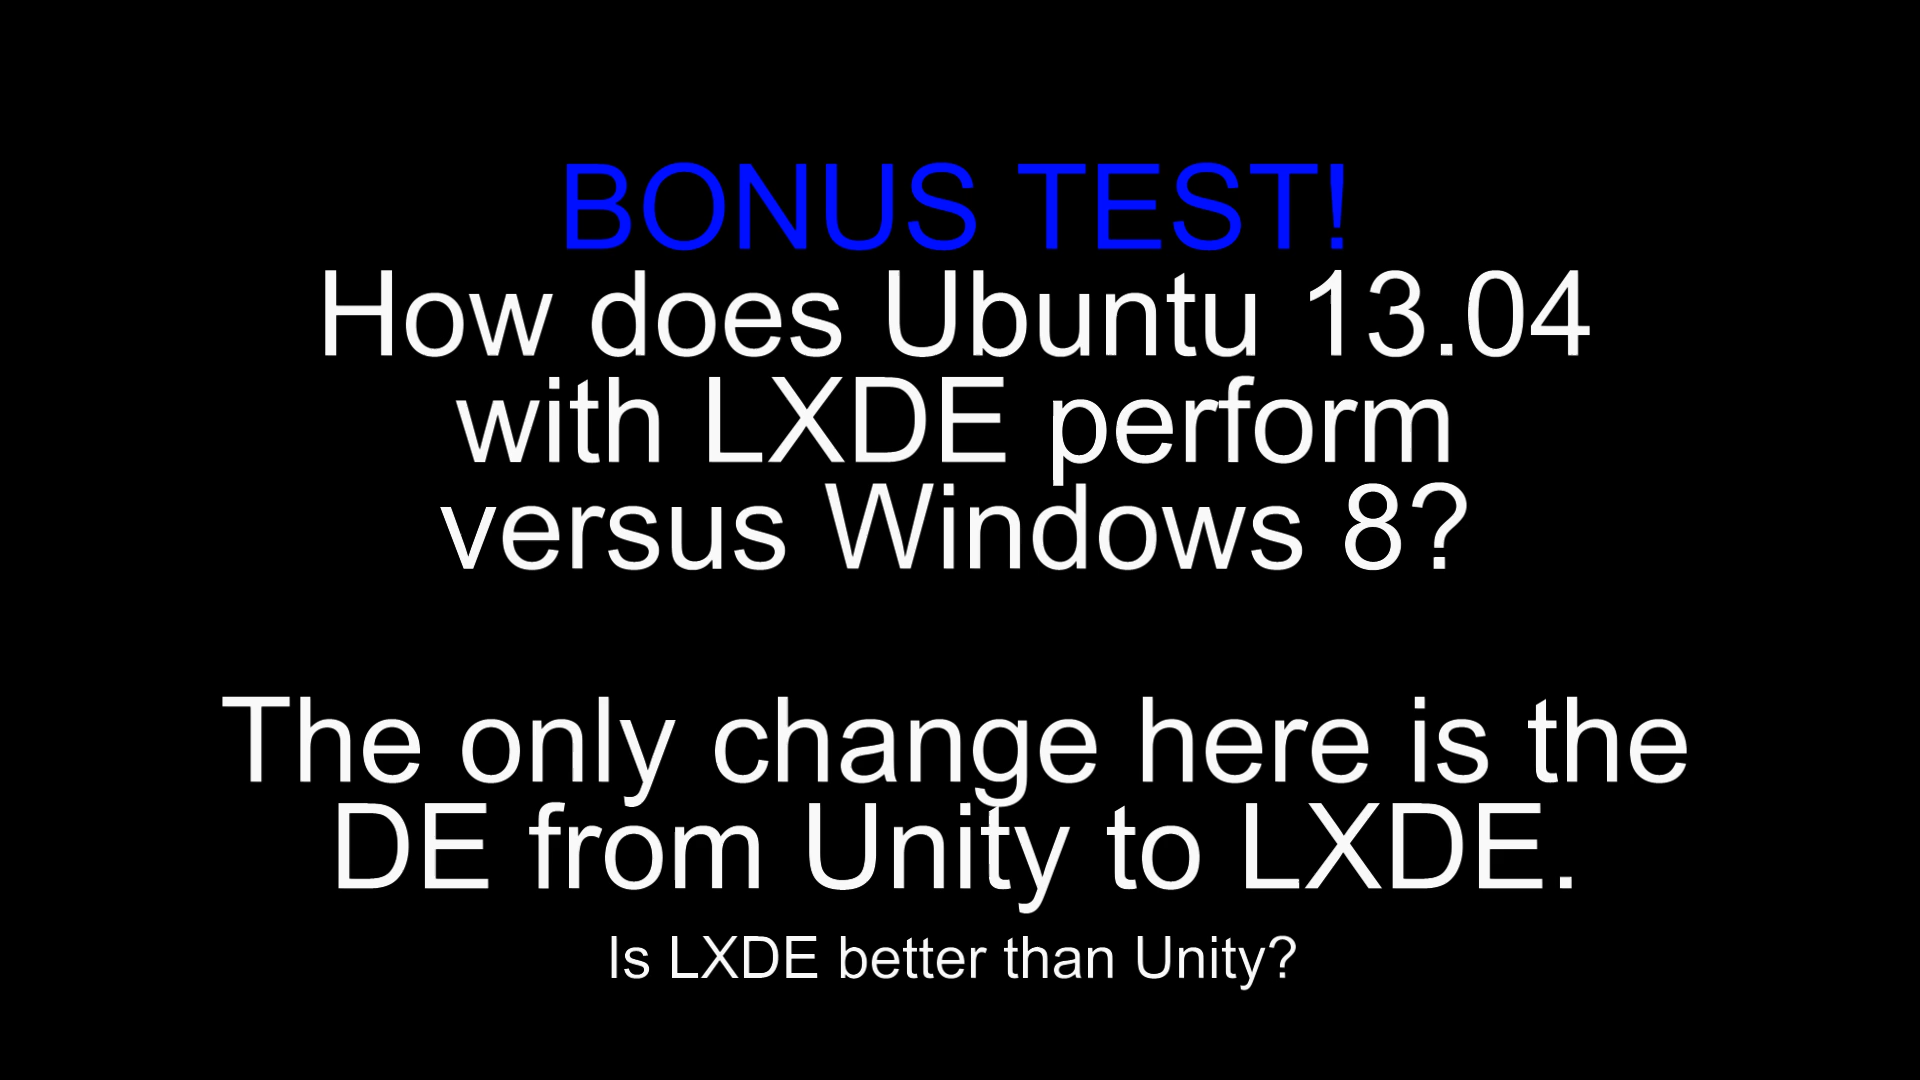 BONUS TEST!
How does Ubuntu 13.04
with LXDE perform
versus Windows 8?
The only change here is the
DE from Unity to LXDE.
Is LXDE better than Unity?